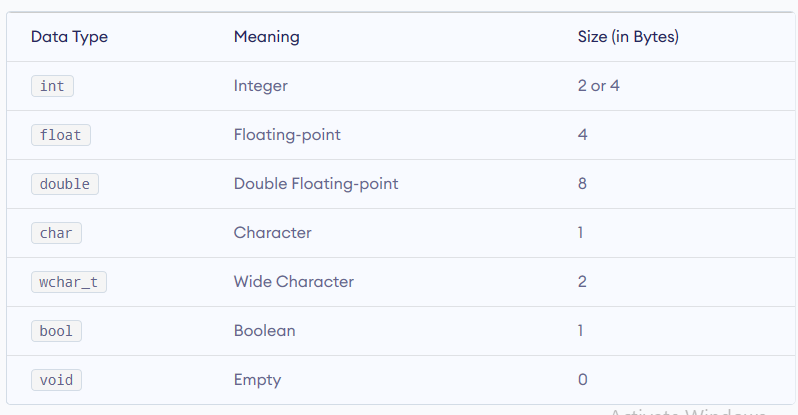 Data Type Meaning Size (in Bytes)
int Integer 2 or 4
float Floating-point 4
double Double Floating-point 8
char Character 1
wchar_t Wide Character 2
bool Boolean 1
void Empty 0
Activate Windows